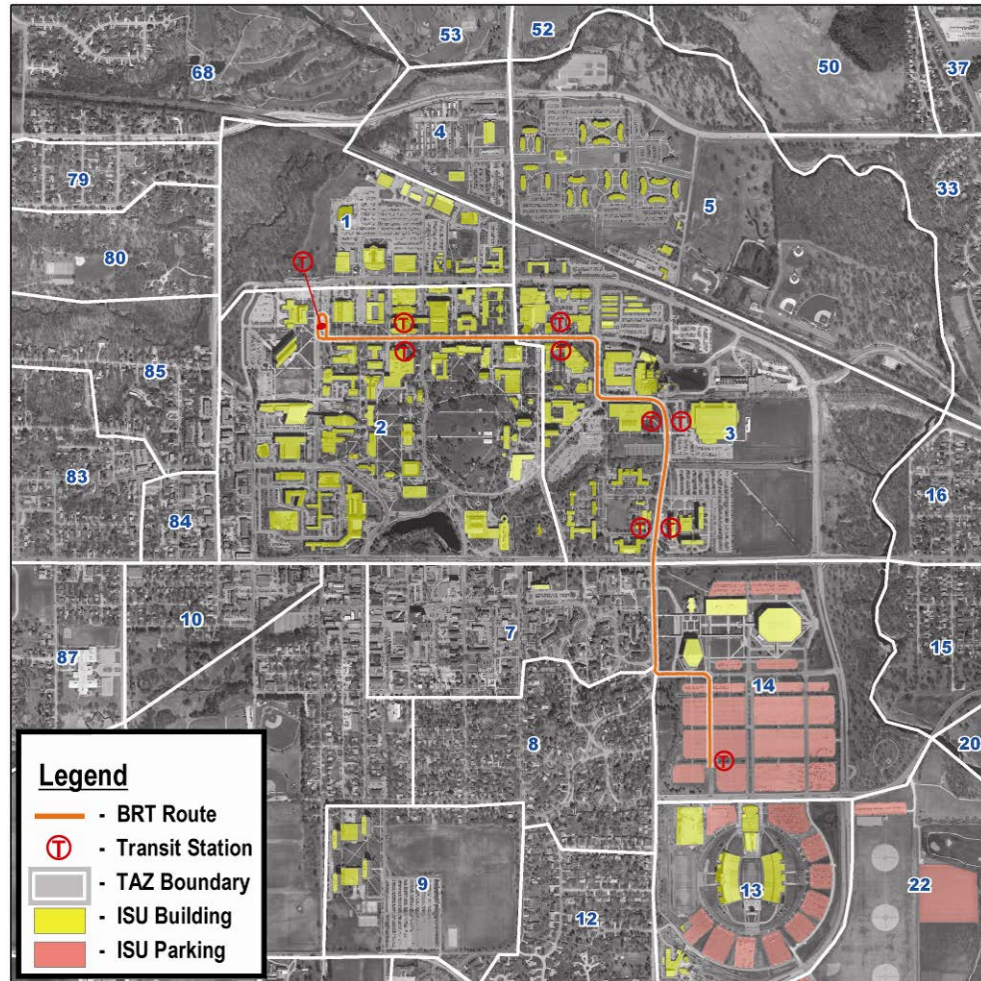 53
52
50
37
68
4
79
33
5
1
80
T
T
T
85
T
T
2
T
T
3
83
16
84
T
T
10
7
15
87
14
8
20
T
Legend
- BRT Route
T - Transit Station
- TAZ Boundary
- ISU Building
- ISU Parking
9
13
22
12